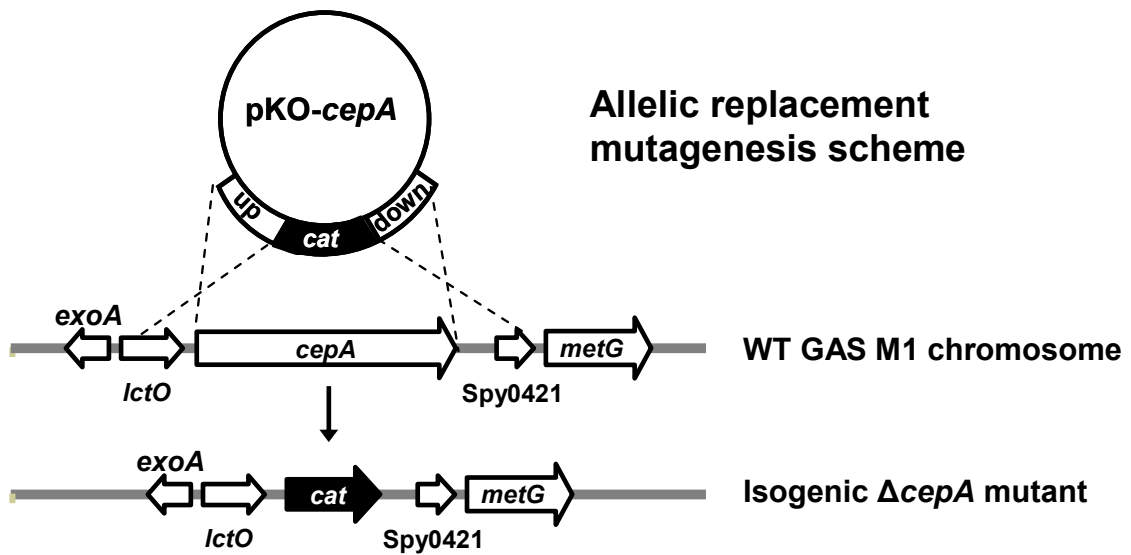 pKO-cepA
Allelic replacement
mutagenesis scheme
up
cat
down
exoA
cepA
metG
WT GAS M1 chromosome
lctO
Spy0421
exoA
cat
metG
Isogenic ΔcepA mutant
lctO
Spy0421